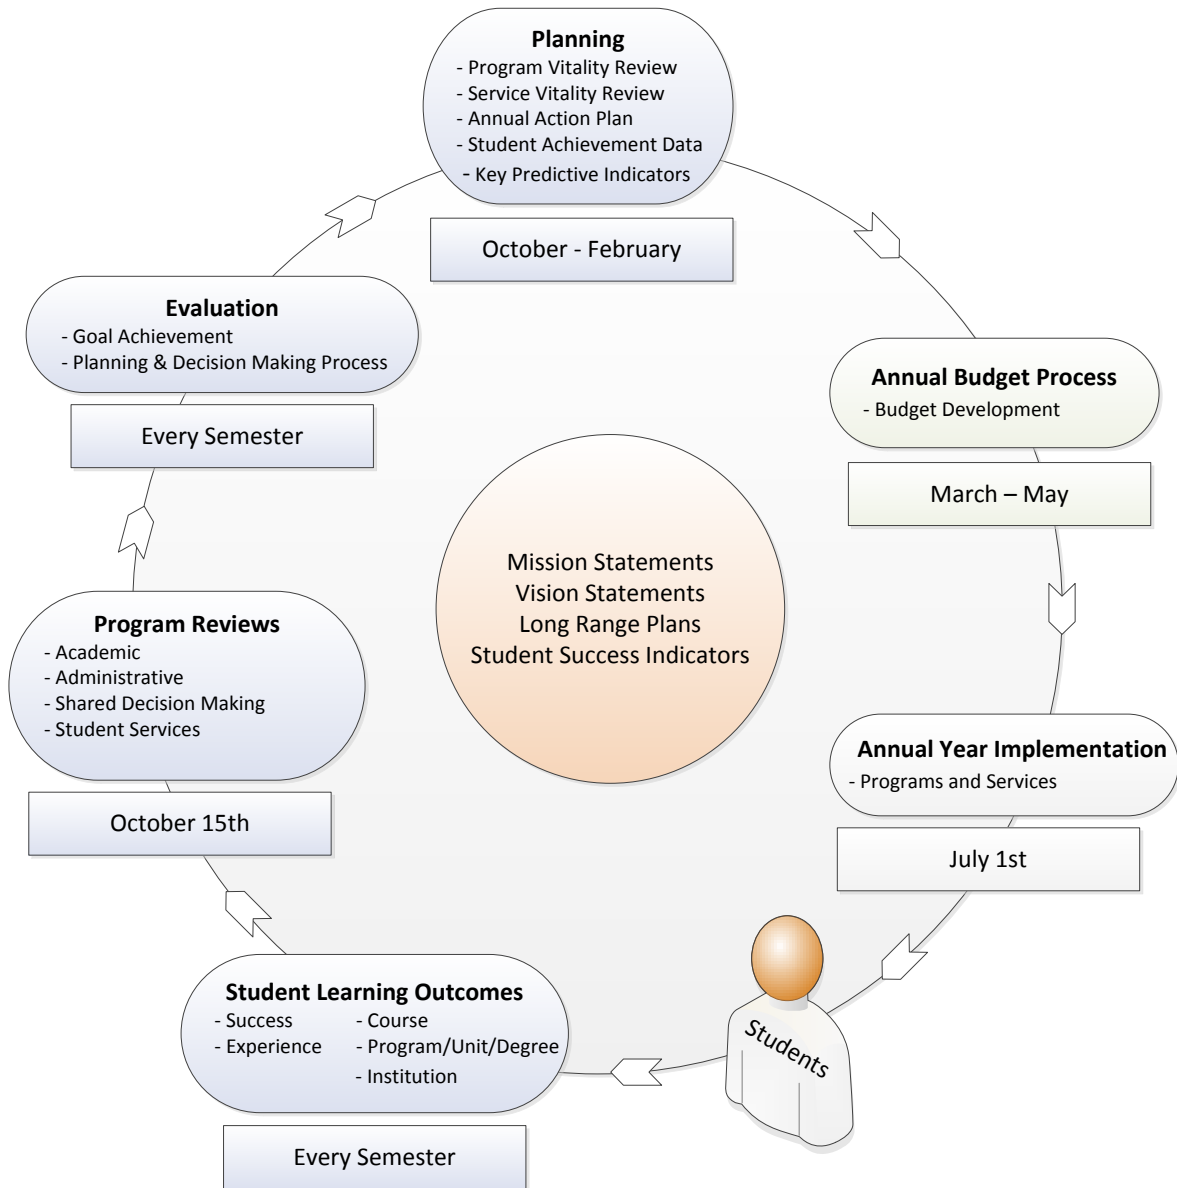 Planning
- Program Vitality Review
- Service Vitality Review
- Annual Action Plan
- Student Achievement Data
- Key Predictive Indicators
October - February
Evaluation
- Goal Achievement
- Planning & Decision Making Process
Every Semester
Annual Budget Process
- Budget Development
March – May
Mission Statements
Vision Statements
Long Range Plans
Student Success Indicators
Program Reviews
- Academic
- Administrative
- Shared Decision Making
- Student Services
October 15th
Annual Year Implementation
- Programs and Services
July 1st
Student Learning Outcomes
- Success
- Experience
- Course
- Program/Unit/Degree
- Institution
Every Semester
Students